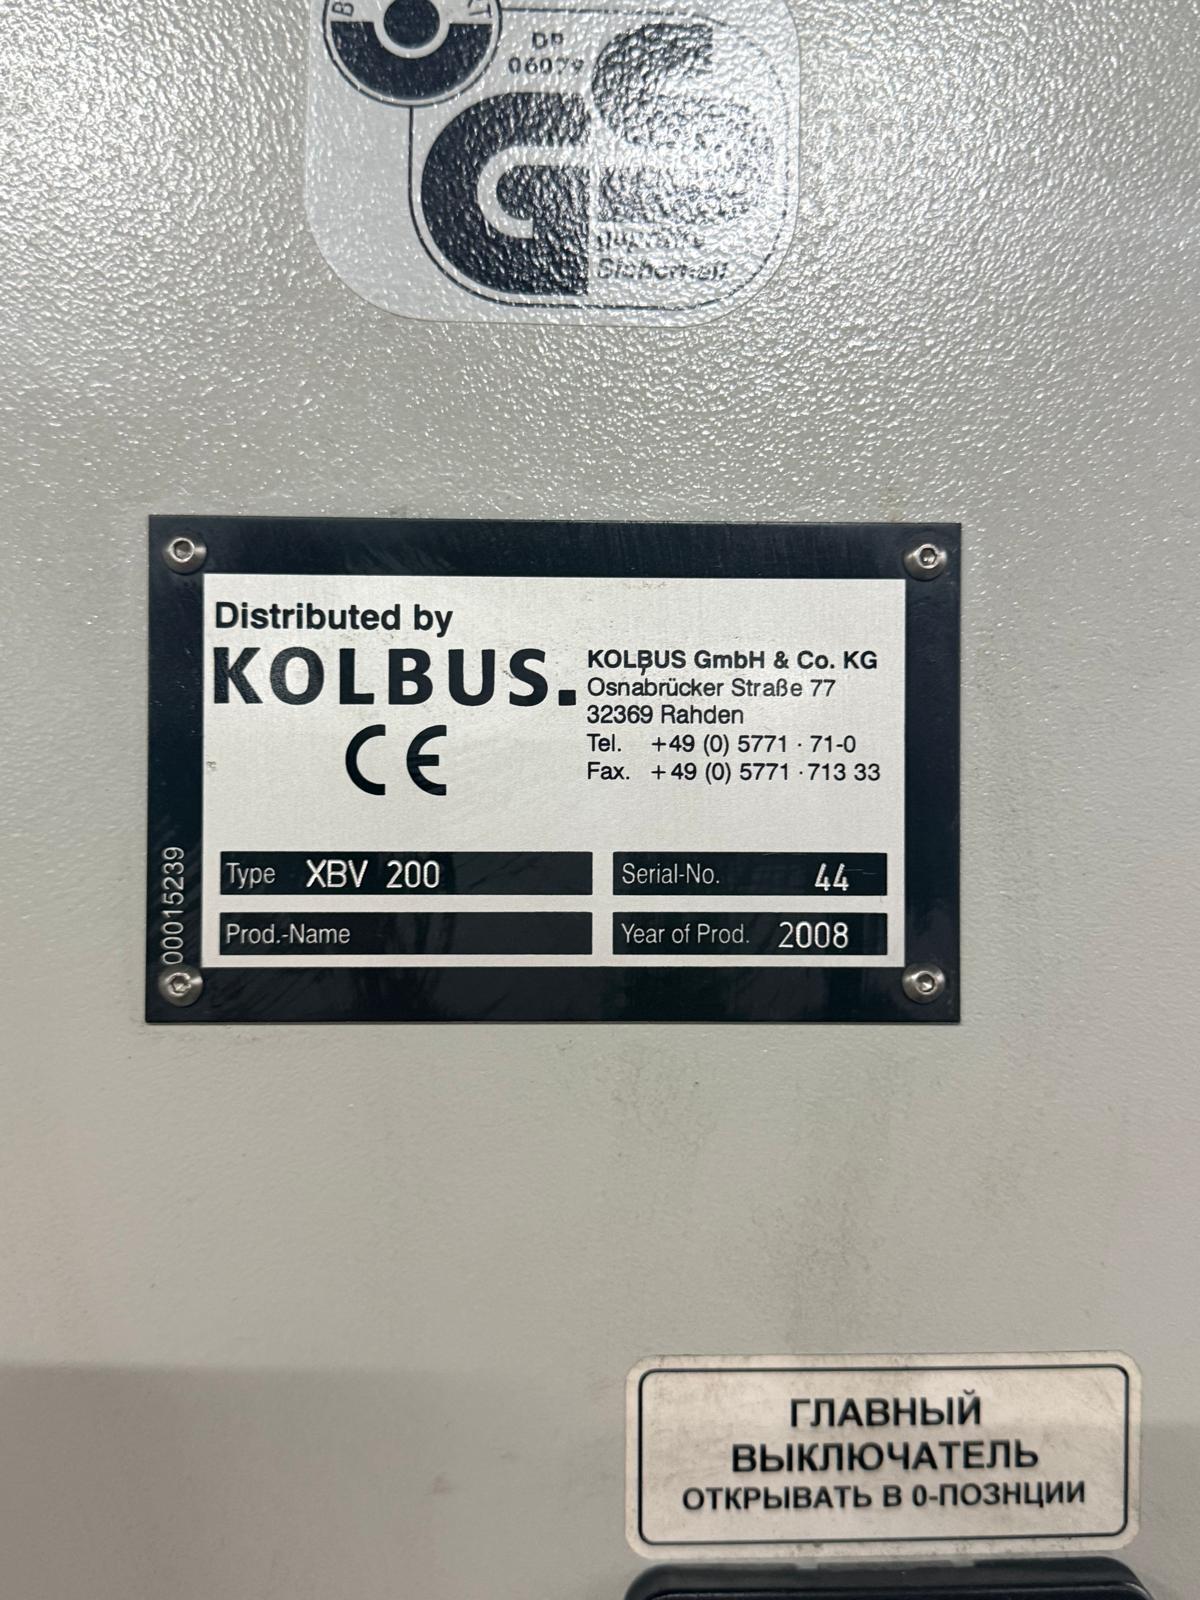 DP
06079
geprüfte
Sicherheit
Distributed by
KOLBUS.
CE
KOLBUS GmbH & Co. KG
Osnabrücker Straße 77
32369 Rahden
Tel. +49 (0) 5771 · 71-0
Fax. +49 (0) 5771 · 713 33
00015239
Type XBV 200
Serial-No. 44
Prod.-Name
Year of Prod. 2008
ГЛАВНЫЙ
ВЫКЛЮЧАТЕЛЬ
ОТКРЫВАТЬ В 0-ПОЗНЦИИ